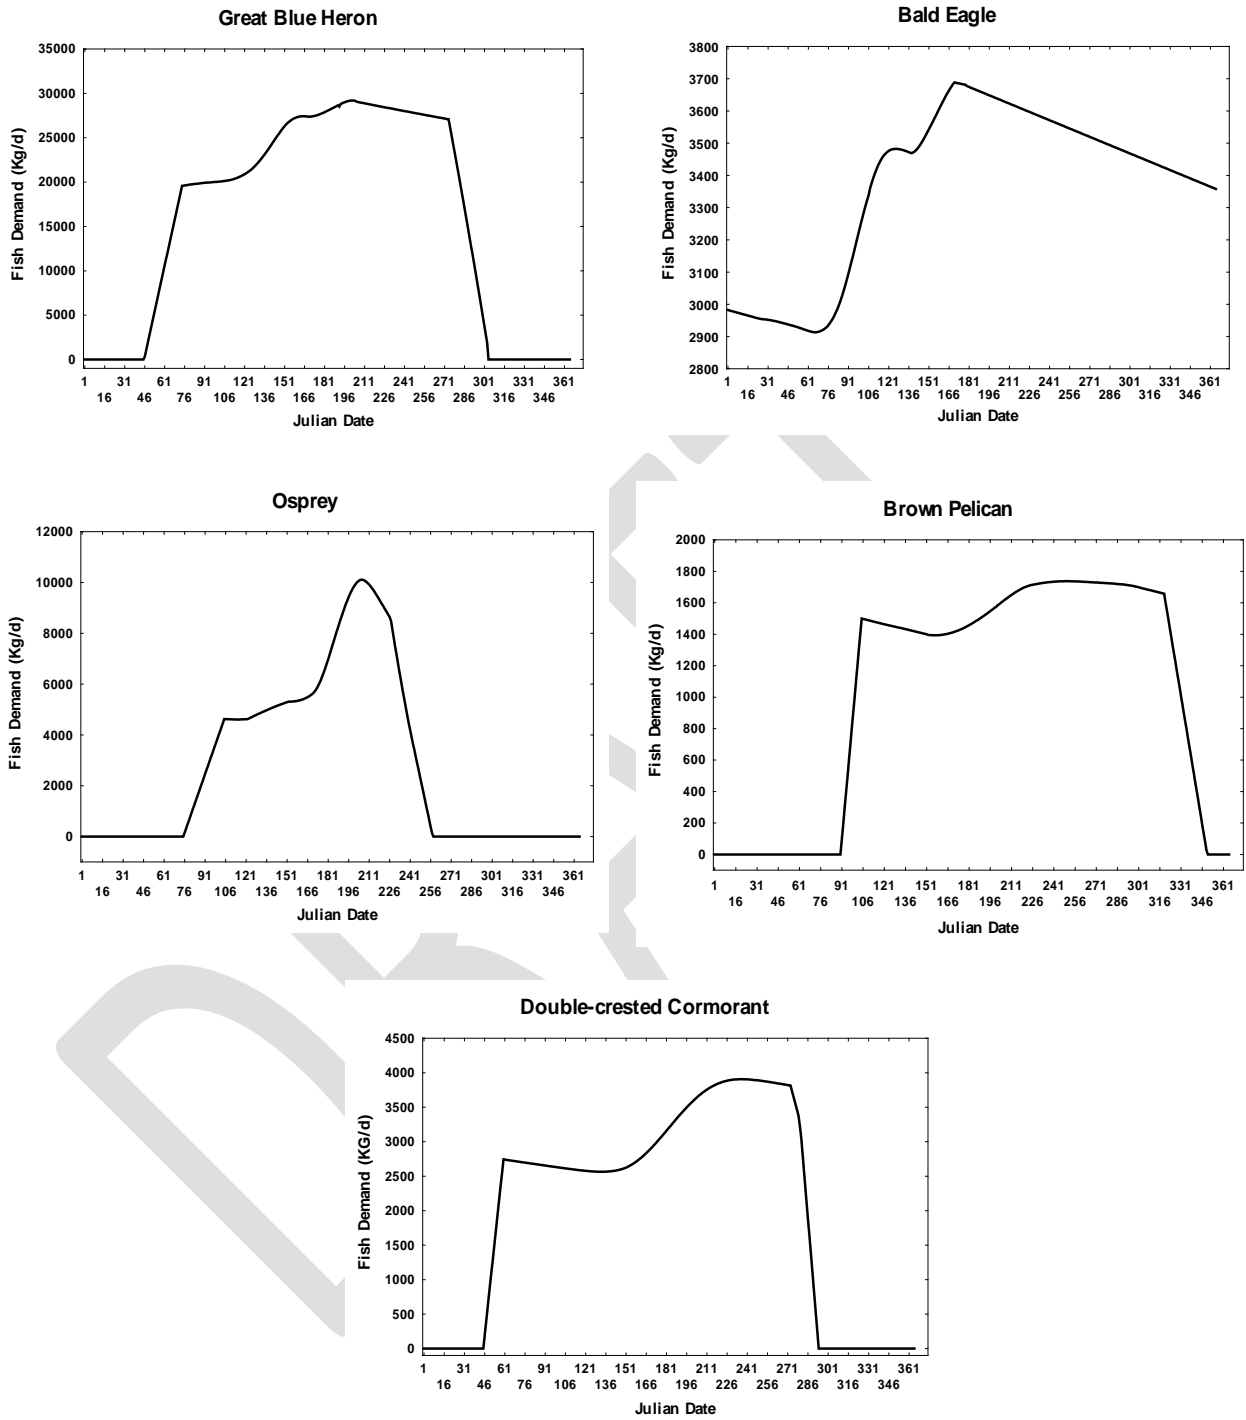 Great Blue Heron
35000
30000
25000
20000
15000
10000
5000
0
Fish Demand (Kg/d)
1 31 61 91 121 151 181 211 241 271 301 331 361
16 46 76 106 136 166 196 226 256 286 316 346
Julian Date
Bald Eagle
3800
3700
3600
3500
3400
3300
3200
3100
3000
2900
2800
Fish Demand (Kg/d)
1 31 61 91 121 151 181 211 241 271 301 331 361
16 46 76 106 136 166 196 226 256 286 316 346
Julian Date
Osprey
12000
10000
8000
6000
4000
2000
0
Fish Demand (Kg/d)
1 31 61 91 121 151 181 211 241 271 301 331 361
16 46 76 106 136 166 196 226 256 286 316 346
Julian Date
Brown Pelican
2000
1800
1600
1400
1200
1000
800
600
400
200
0
Fish Demand (Kg/d)
1 31 61 91 121 151 181 211 241 271 301 331 361
16 46 76 106 136 166 196 226 256 286 316 346
Julian Date
Double-crested Cormorant
4500
4000
3500
3000
2500
2000
1500
1000
500
0
Fish Demand (KG/d)
1 31 61 91 121 151 181 211 241 271 301 331 361
16 46 76 106 136 166 196 226 256 286 316 346
Julian Date